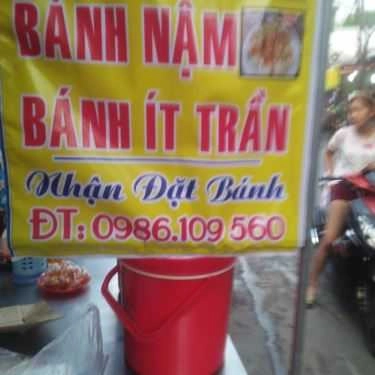 BÁNH NẬM
BÁNH ÍT TRẦN
Nhận Đặt Bánh
ĐT: 0986.109 560